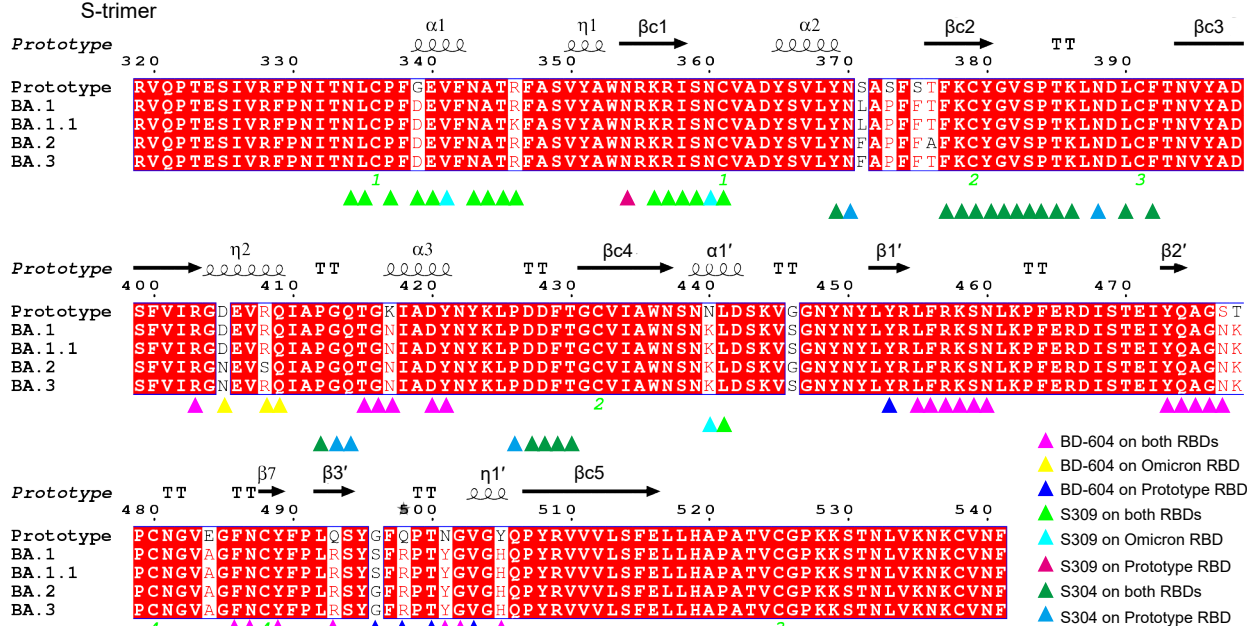 S-trimer
α1 η1 βc1 α2 βc2 βc3
Prototype TT
320 330 340 350 360 370 380 390
Prototype RVQPTESIVRFPNITNLCPFGEVFNATRFASVYAWNRKRISNCVADYSVLYNSASFSTFKCYGVSPTKLNDLCFTNVYAD
BA.1 RVQPTESIVRFPNITNLCPFDEVFNATRFASVYAWNRKRISNCVADYSVLYNLAPFFTFKCYGVSPTKLNDLCFTNVYAD
BA.1.1 RVQPTESIVRFPNITNLCPFDEVFNATKFASVYAWNRKRISNCVADYSVLYNLAPFFTFKCYGVSPTKLNDLCFTNVYAD
BA.2 RVQPTESIVRFPNITNLCPFDEVFNATRFASVYAWNRKRISNCVADYSVLYNFAPFFAFKCYGVSPTKLNDLCFTNVYAD
BA.3 RVQPTESIVRFPNITNLCPFDEVFNATRFASVYAWNRKRISNCVADYSVLYNFAPFFTFKCYGVSPTKLNDLCFTNVYAD
1 1 2 3
η2 α3 βc4 α1′ β1′ β2′
Prototype TT TT TT TT
400 410 420 430 440 450 460 470
Prototype SFVIRGDEVRQIAPGQTGKIADYNYKLPDDFTGCVIAWNSNNLDSKVGGNYNYLYRLFRKSNLKPFERDISTEIYQAGST
BA.1 SFVIRGDEVRQIAPGQTGNIADYNYKLPDDFTGCVIAWNSNKLDSKVSGNYNYLYRLFRKSNLKPFERDISTEIYQAGNK
BA.1.1 SFVIRGDEVRQIAPGQTGNIADYNYKLPDDFTGCVIAWNSNKLDSKVSGNYNYLYRLFRKSNLKPFERDISTEIYQAGNK
BA.2 SFVIRGNEVSQIAPGQTGNIADYNYKLPDDFTGCVIAWNSNKLDSKVGGNYNYLYRLFRKSNLKPFERDISTEIYQAGNK
BA.3 SFVIRGNEVRQIAPGQTGNIADYNYKLPDDFTGCVIAWNSNKLDSKVSGNYNYLYRLFRKSNLKPFERDISTEIYQAGNK
2
β7 β3′ η1′ βc5
Prototype TT TT TT
480 490 500 510 520 530 540
Prototype PCNGVEGFNCYFPLQSYGFQPTNGVGYQPYRVVVLSFELLHAPATVCGPKKSTNLVKNKCVNF
BA.1 PCNGVAGFNCYFPLRSYSFRPTYGVGHQPYRVVVLSFELLHAPATVCGPKKSTNLVKNKCVNF
BA.1.1 PCNGVAGFNCYFPLRSYSFRPTYGVGHQPYRVVVLSFELLHAPATVCGPKKSTNLVKNKCVNF
BA.2 PCNGVAGFNCYFPLRSYGFRPTYGVGHQPYRVVVLSFELLHAPATVCGPKKSTNLVKNKCVNF
BA.3 PCNGVAGFNCYFPLRSYGFRPTYGVGHQPYRVVVLSFELLHAPATVCGPKKSTNLVKNKCVNF
BD-604 on both RBDs
BD-604 on Omicron RBD
BD-604 on Prototype RBD
S309 on both RBDs
S309 on Omicron RBD
S309 on Prototype RBD
S304 on both RBDs
S304 on Prototype RBD